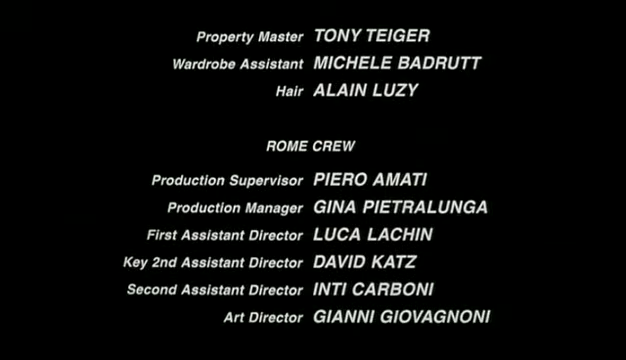 Property Master TONY TEIGER
Wardrobe Assistant MICHELE BADRUTT
Hair ALAIN LUZY
ROME CREW
Production Supervisor PIERO AMATI
Production Manager GINA PIETRALUNGA
First Assistant Director LUCA LACHIN
Key 2nd Assistant Director DAVID KATZ
Second Assistant Director INTI CARBONI
Art Director GIANNI GIOVAGNONI